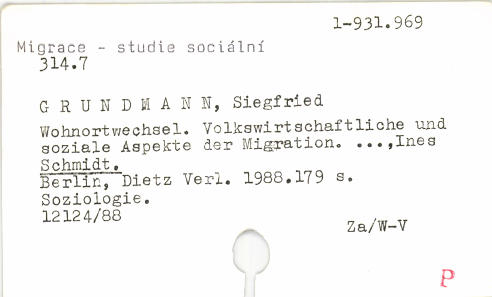 1-931.969
Migrace - studie sociální
314.7
G R U N D M A N N, Siegfried
Wohnortwechsel. Volkswirtschaftliche und
soziale Aspekte der Migration. ...,Ines
Schmidt.
Berlin, Dietz Verl. 1988.179 s.
Soziologie.
12124/88
Za/W-V
P